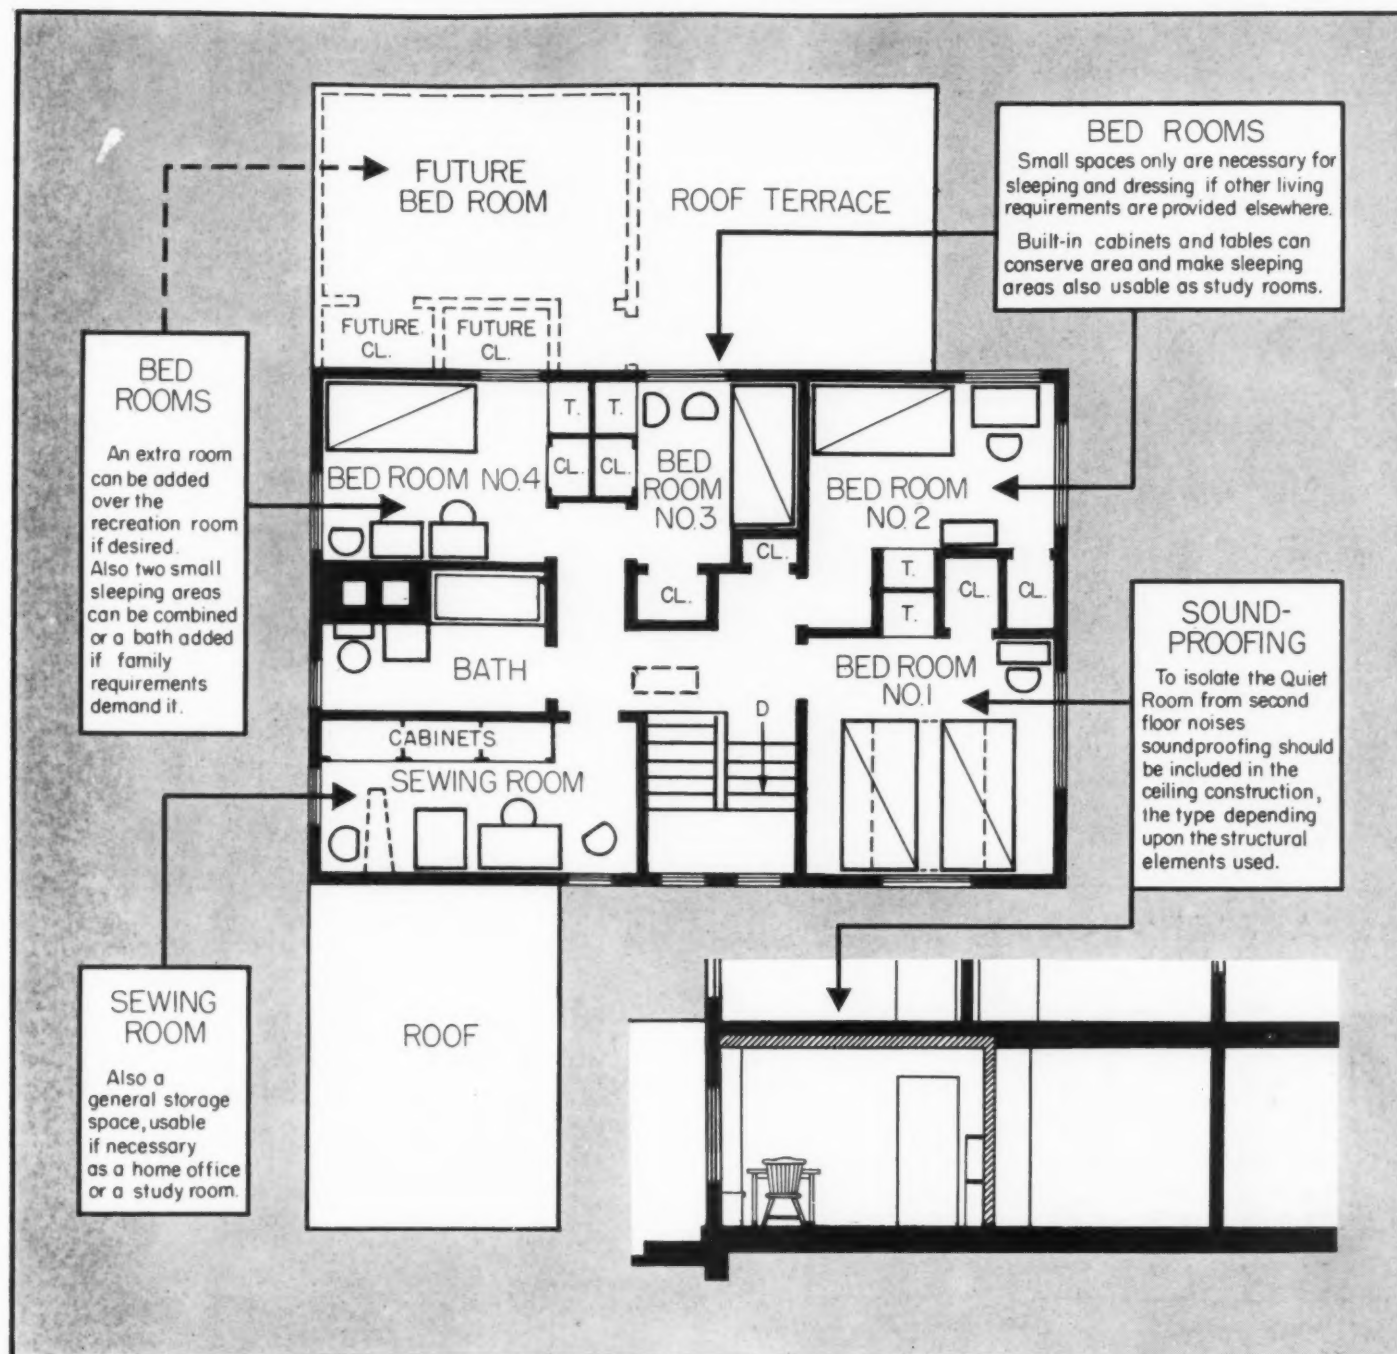 FUTURE
BED ROOM
ROOF TERRACE
BED ROOMS
Small spaces only are necessary for
sleeping and dressing if other living
requirements are provided elsewhere.
Built-in cabinets and tables can
conserve area and make sleeping
areas also usable as study rooms.
FUTURE
CL.
FUTURE
CL.
BED
ROOMS
An extra room
can be added
over the
recreation room
if desired.
Also two small
sleeping areas
can be combined
or a bath added
if family
requirements
demand it.
T.
T.
CL.
CL.
BED ROOM NO.4
BED
ROOM
NO.3
BED ROOM
NO.2
CL.
CL.
T.
T.
CL.
CL.
BATH
BED ROOM
NO.1
D
CABINETS
SEWING ROOM
SOUND-
PROOFING
To isolate the Quiet
Room from second
floor noises
soundproofing should
be included in the
ceiling construction,
the type depending
upon the structural
elements used.
SEWING
ROOM
Also a
general storage
space, usable
if necessary
as a home office
or a study room.
ROOF